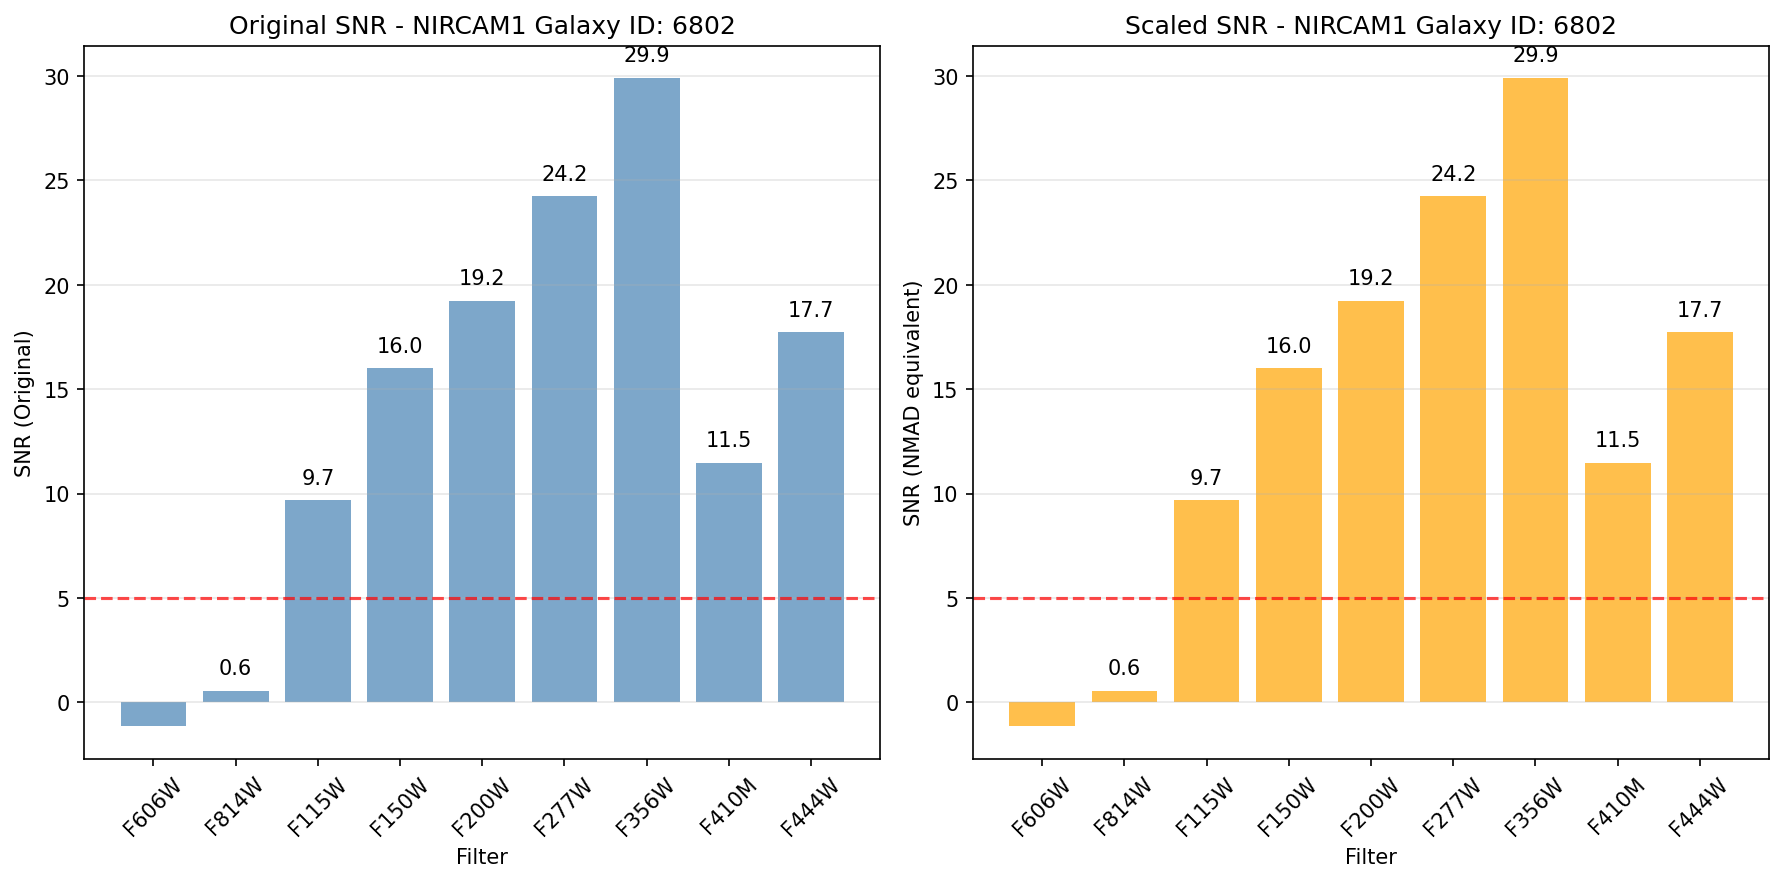 Original SNR - NIRCAM1 Galaxy ID: 6802
SNR (Original)
30
25
20
15
10
5
0
0.6
9.7
16.0
19.2
24.2
29.9
11.5
17.7
F606W
F814W
F115W
F150W
F200W
F277W
F356W
F410M
F444W
Filter
Scaled SNR - NIRCAM1 Galaxy ID: 6802
SNR (NMAD equivalent)
30
25
20
15
10
5
0
0.6
9.7
16.0
19.2
24.2
29.9
11.5
17.7
F606W
F814W
F115W
F150W
F200W
F277W
F356W
F410M
F444W
Filter